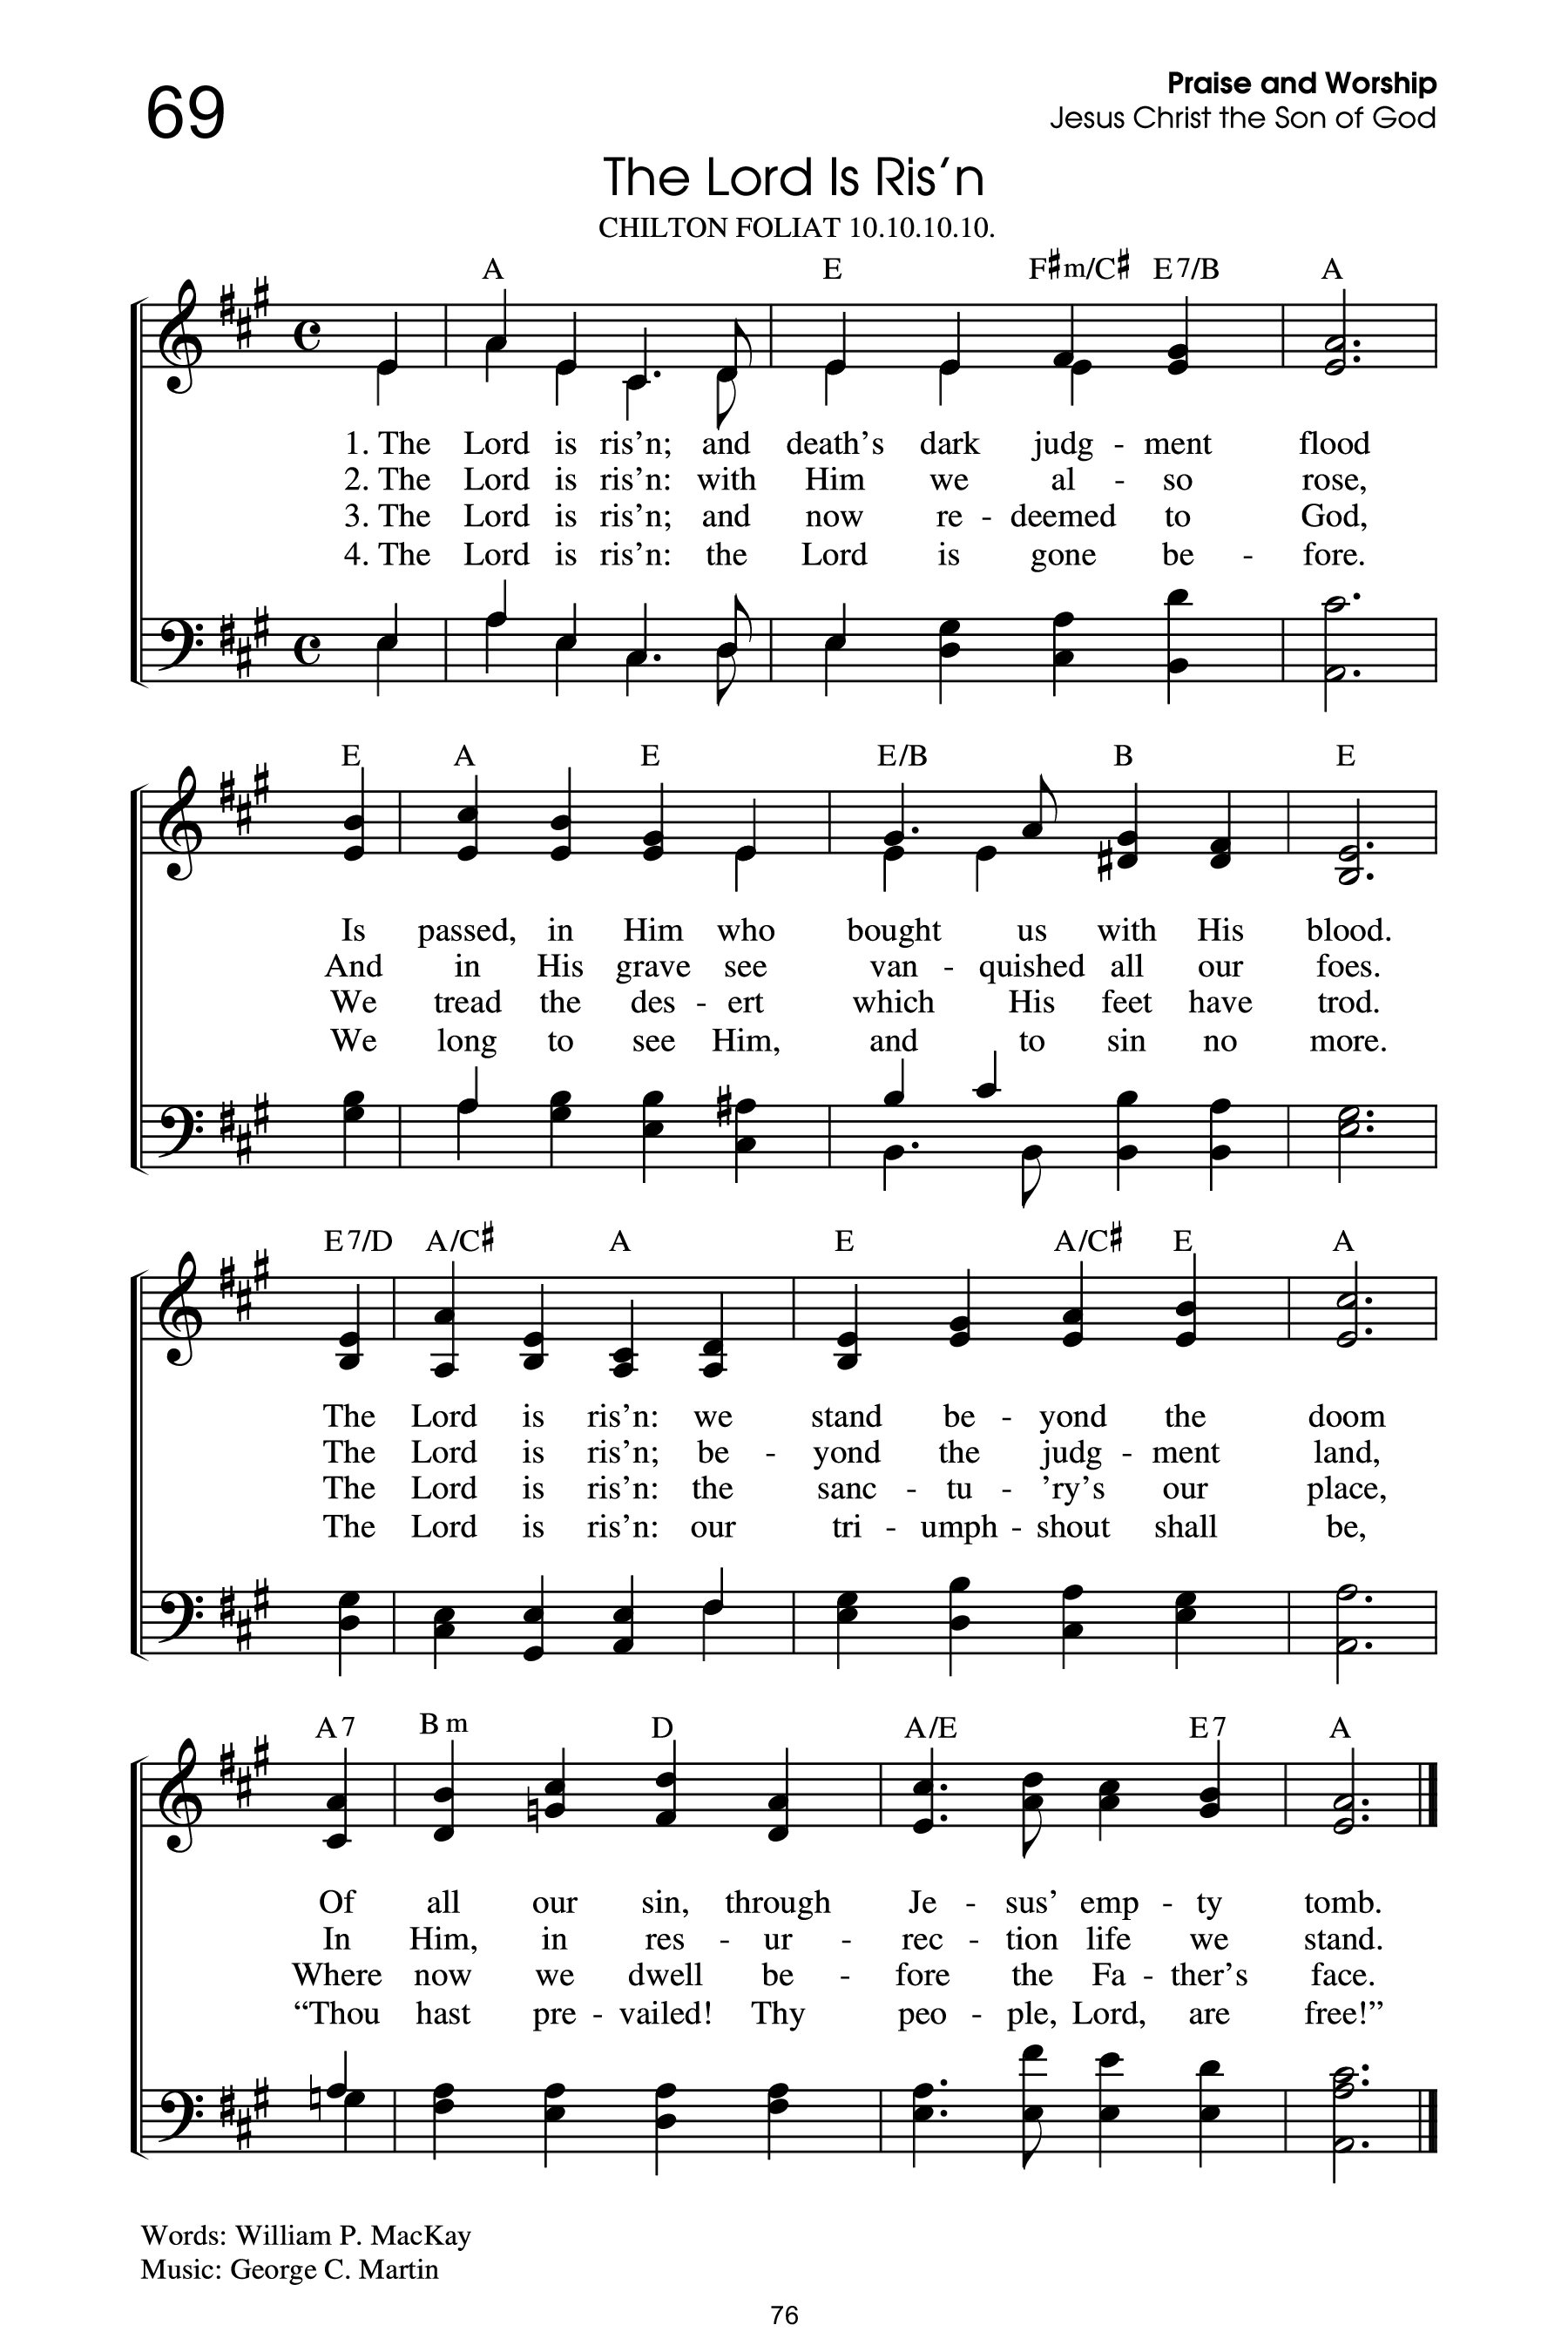 69
Praise and Worship
Jesus Christ the Son of God
The Lord Is Ris’n
CHILTON FOLIAT 10.10.10.10.
A E F♯m/C♯ E7/B A
1. The Lord is ris’n; and death’s dark judg - ment flood
2. The Lord is ris’n: with Him we al - so rose,
3. The Lord is ris’n; and now re - deemed to God,
4. The Lord is ris’n: the Lord is gone be - fore.
E A E E/B B E
Is passed, in Him who bought us with His blood.
And in His grave see van - quished all our foes.
We tread the des - ert which His feet have trod.
We long to see Him, and to sin no more.
E7/D A/C♯ A E A/C♯ E A
The Lord is ris’n: we stand be - yond the doom
The Lord is ris’n; be - yond the judg - ment land,
The Lord is ris’n: the sanc - tu - ’ry’s our place,
The Lord is ris’n: our tri - umph - shout shall be,
A7 Bm D A/E E7 A
Of all our sin, through Je - sus’ emp - ty tomb.
In Him, in res - ur - rec - tion life we stand.
Where now we dwell be - fore the Fa - ther’s face.
“Thou hast pre - vailed! Thy peo - ple, Lord, are free!”
Words: William P. MacKay
Music: George C. Martin
76